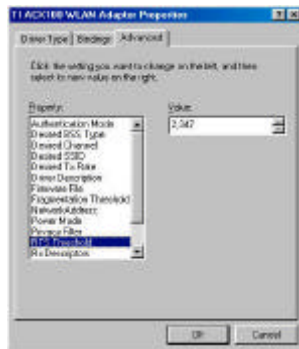 TI ACX100 WLAN Adapter Properties
Driver Type
Bindings
Advanced
Click the setting you want to change on the left, and then
select its new value on the right.
Property:
Value:
Authentication Mode
Desired BSS Type
Desired Channel
Desired SSID
Desired Tx Rate
Driver Description
Firmware File
Fragmentation Threshold
NetworkAddress
Power Mode
Privacy Filter
RTS Threshold
Rx Descriptors
2,347
OK
Cancel